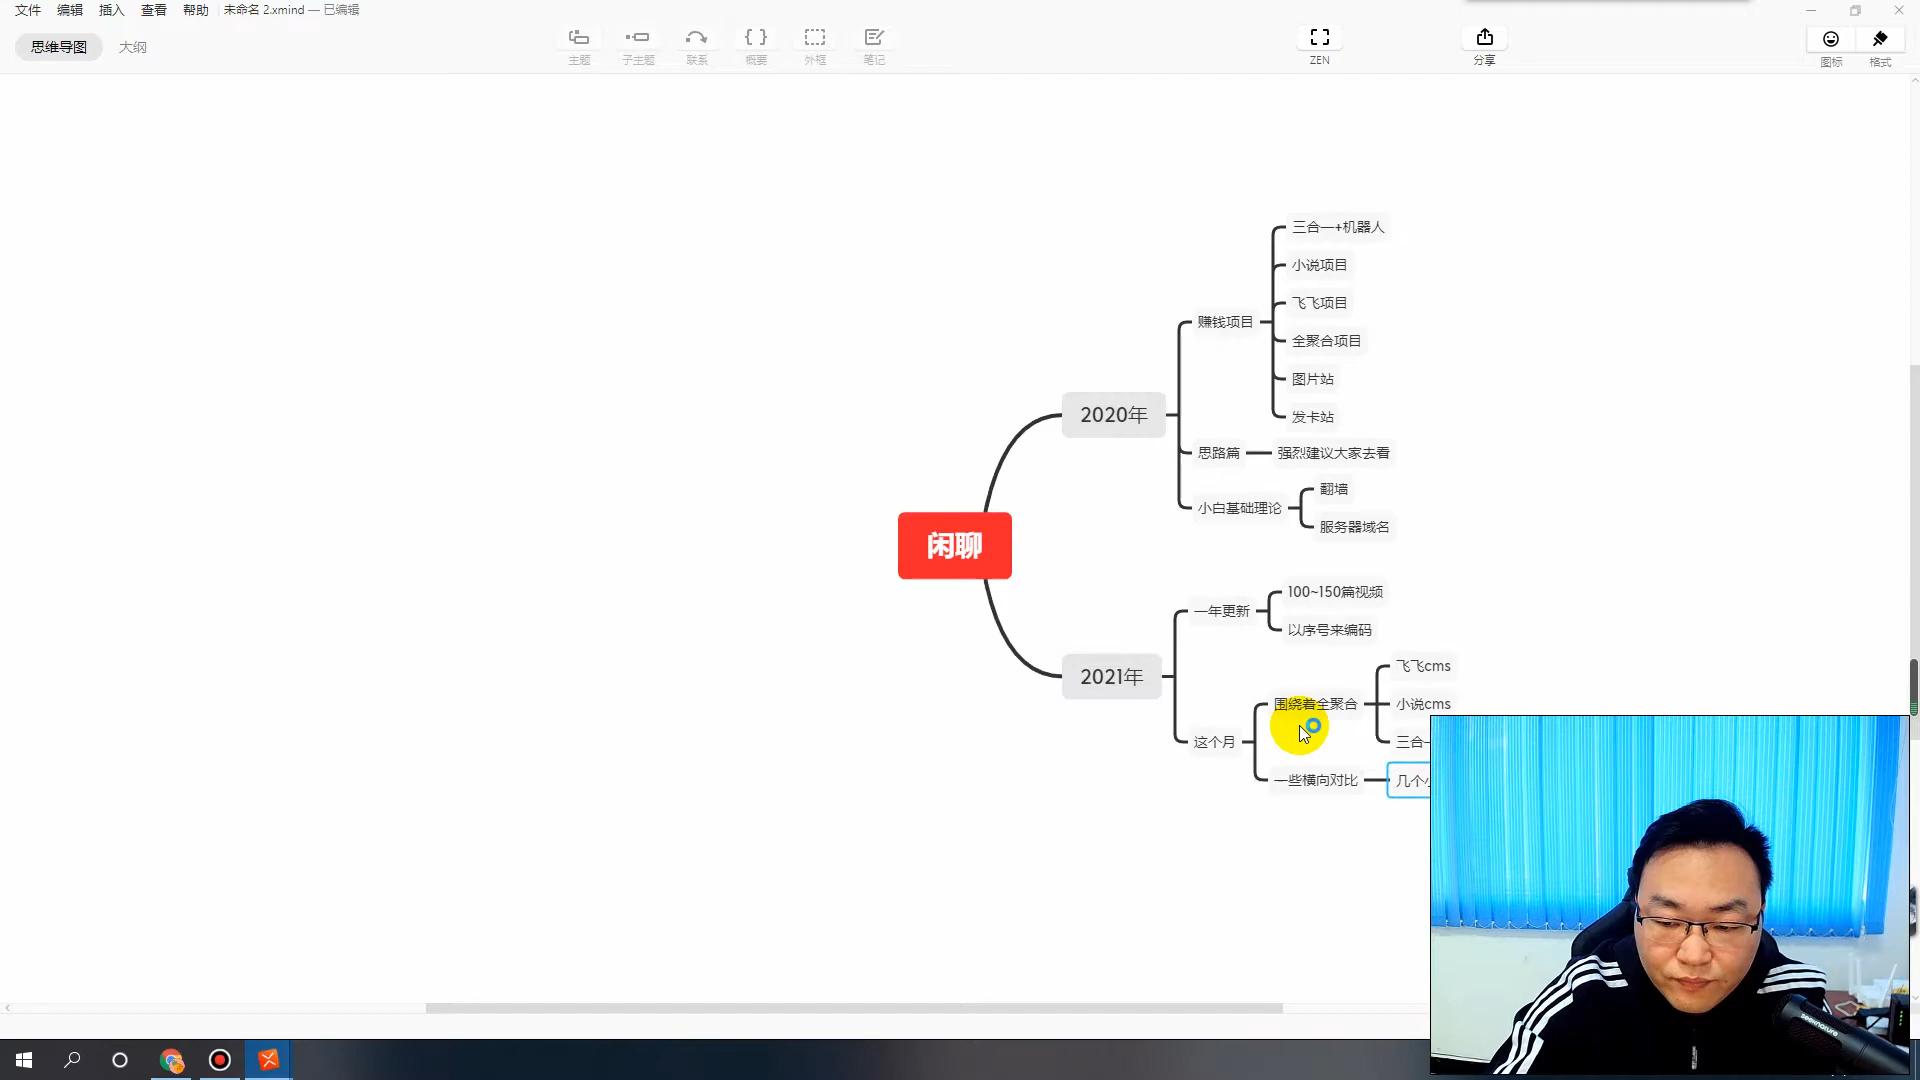 文件 编辑 插入 查看 帮助 未命名 2.xmind — 已编辑
思维导图 大纲
主题 子主题 联系 概要 外框 笔记 ZEN 分享 图标 格式
闲聊
2020年
赚钱项目
三合一+机器人
小说项目
飞飞项目
全聚合项目
图片站
发卡站
思路篇
强烈建议大家去看
小白基础理论
翻墙
服务器域名
2021年
一年更新
100~150篇视频
以序号来编码
这个月
围绕着全聚合
飞飞cms
小说cms
三合一
一些横向对比
几个